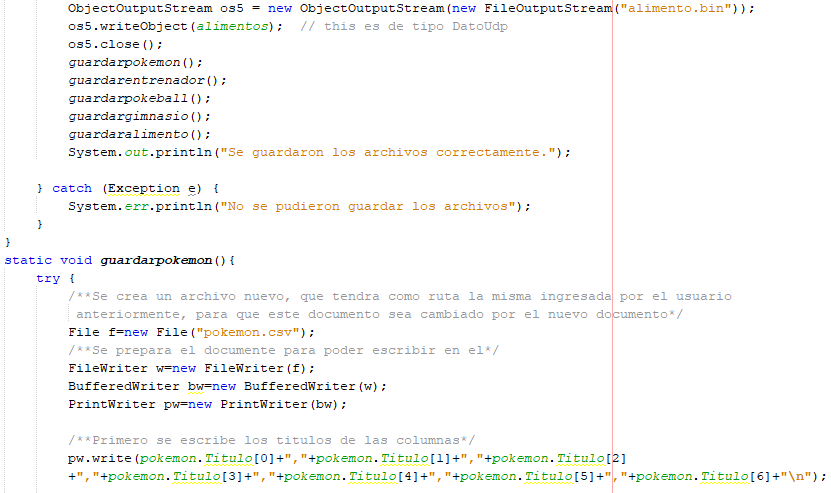 ObjectOutputStream os5 = new ObjectOutputStream(new FileOutputStream("alimento.bin"));
os5.writeObject(alimentos);  // this es de tipo DatoUdp
os5.close();
guardarpokemon();
guardarentrenador();
guardarpokeball();
guardargimnasio();
guardaralimento();
System.out.println("Se guardaron los archivos correctamente.");
} catch (Exception e) {
System.err.println("No se pudieron guardar los archivos");
}
}
static void guardarpokemon(){
try {
/**Se crea un archivo nuevo, que tendra como ruta la misma ingresada por el usuario
anteriormente, para que este documento sea cambiado por el nuevo documento*/
File f=new File("pokemon.csv");
/**Se prepara el documente para poder escribir en el*/
FileWriter w=new FileWriter(f);
BufferedWriter bw=new BufferedWriter(w);
PrintWriter pw=new PrintWriter(bw);
/**Primero se escribe los titulos de las columnas*/
pw.write(pokemon.Titulo[0]+","+pokemon.Titulo[1]+","+pokemon.Titulo[2]
+","+pokemon.Titulo[3]+","+pokemon.Titulo[4]+","+pokemon.Titulo[5]+","+pokemon.Titulo[6]+"\n");